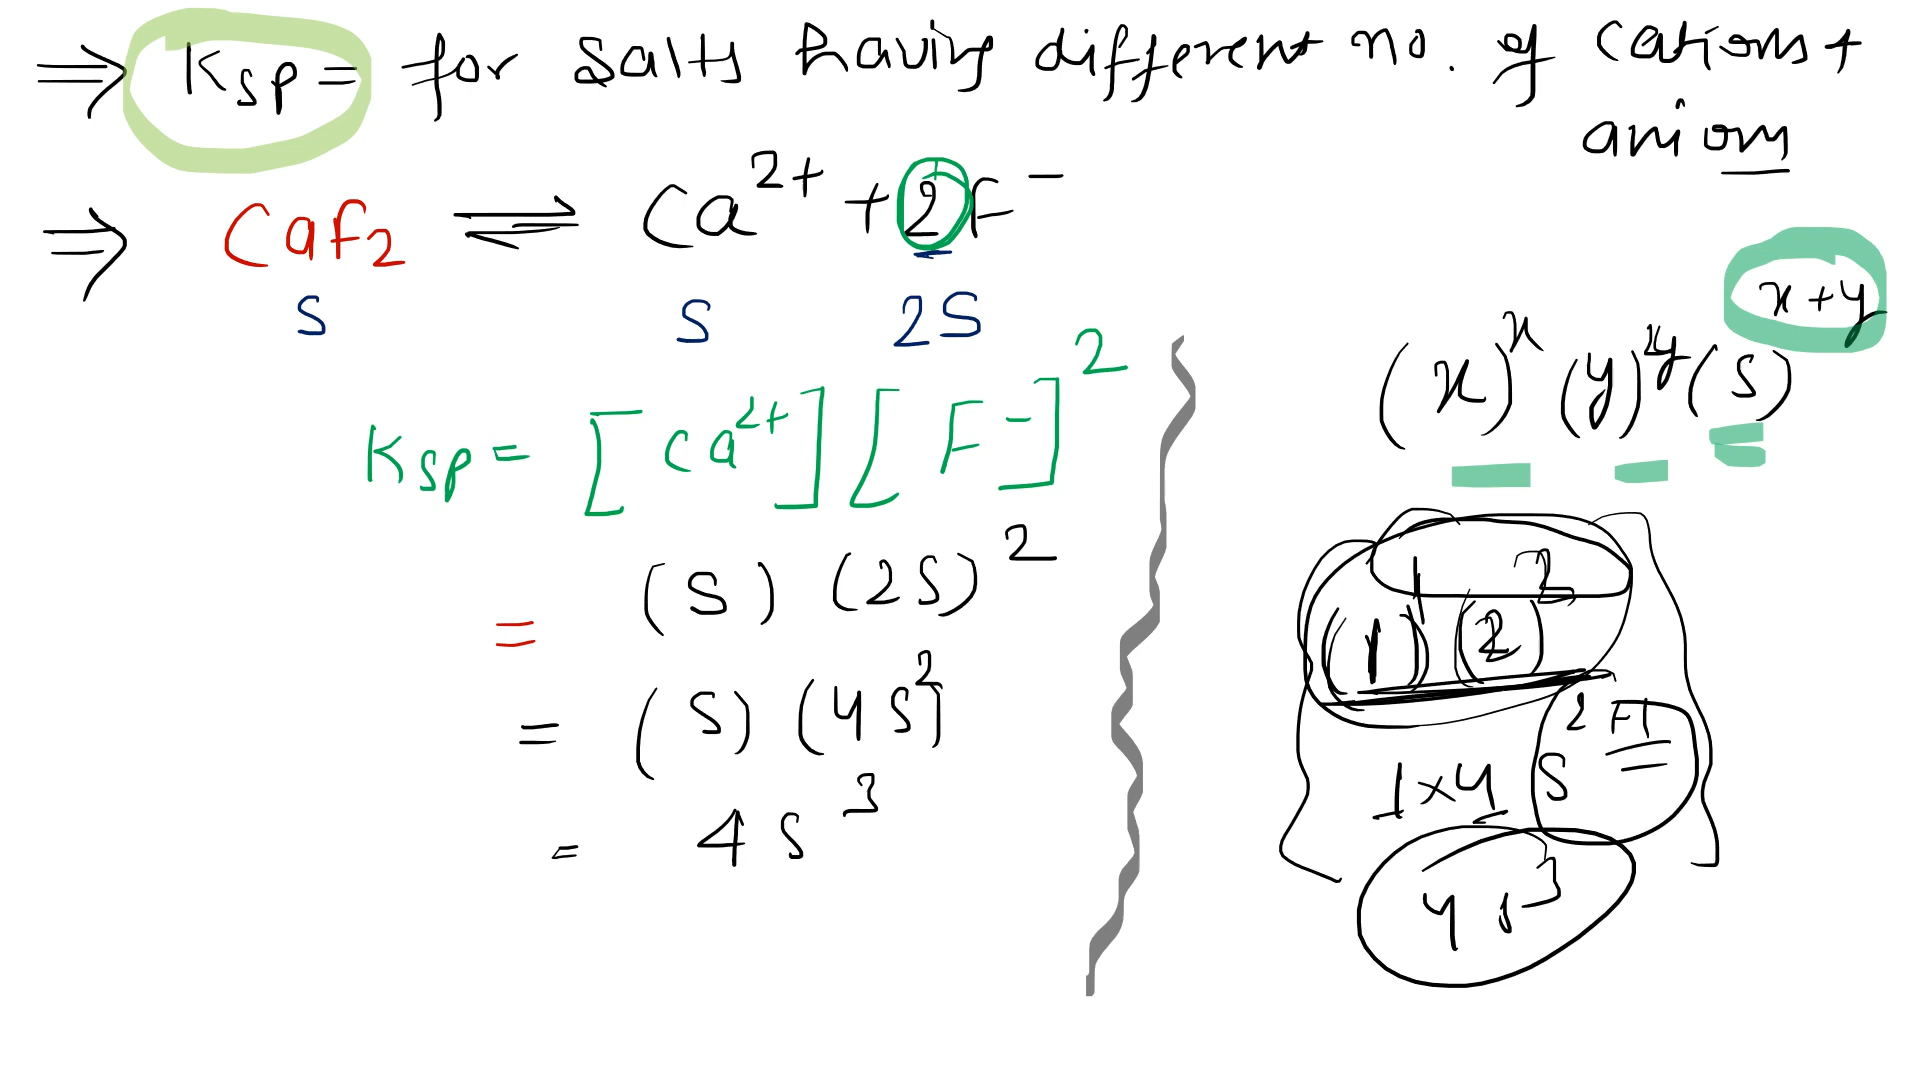 ⇒ Ksp = for salts having different no. of cations +
anion
⇒ CaF2 ⇌ Ca²⁺ + 2F⁻
S S 2S
Ksp = [Ca²⁺] [F⁻]²
= (S) (2S)²
= (S) (4S²)
= 4S³
(x)ˣ (y)ʸ (S)ˣ⁺ʸ
(1)¹ (2)²
1×4 S²⁺¹
4s³